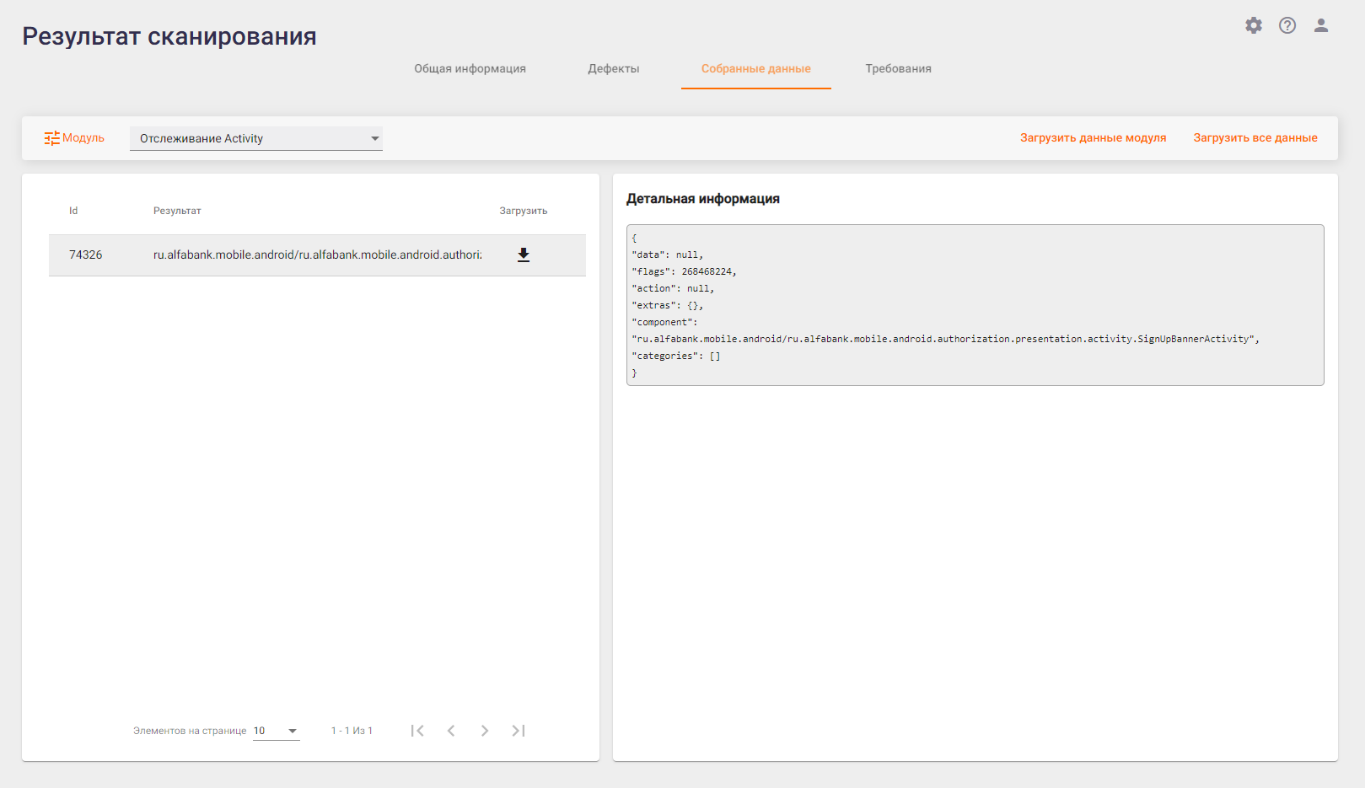 Результат сканирования
Общая информация
Дефекты
Собранные данные
Требования
Модуль
Отслеживание Activity
Загрузить данные модуля
Загрузить все данные
Id
Результат
Загрузить
74326
ru.alfabank.mobile.android/ru.alfabank.mobile.android.authori
Элементов на странице
10
1 - 1 Из 1
Детальная информация
{
"data": null,
"flags": 268468224,
"action": null,
"extras": {},
"component":
"ru.alfabank.mobile.android/ru.alfabank.mobile.android.authorization.presentation.activity.SignUpBannerActivity",
"categories": []
}